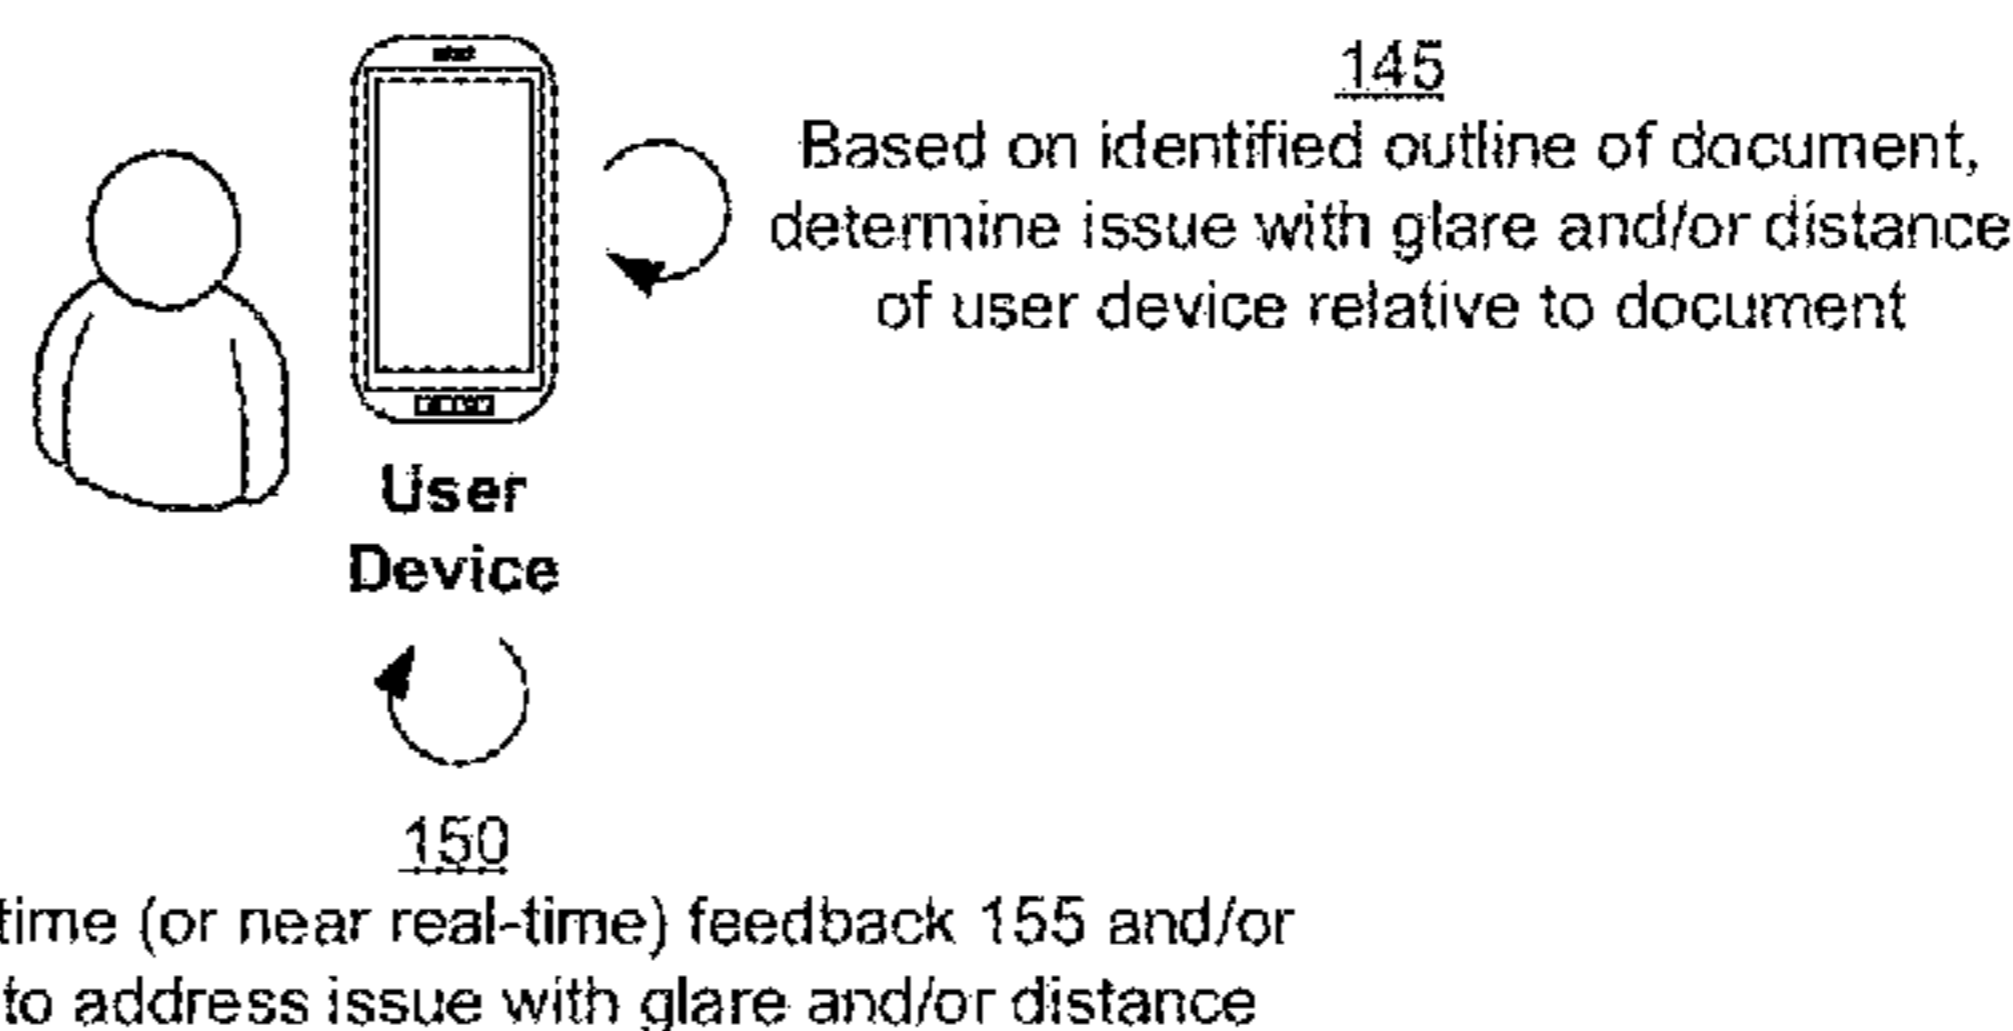 145
Based on identified outline of document,
determine issue with glare and/or distance
of user device relative to document
User
Device
150
time (or near real-time) feedback 155 and/or
to address issue with glare and/or distance